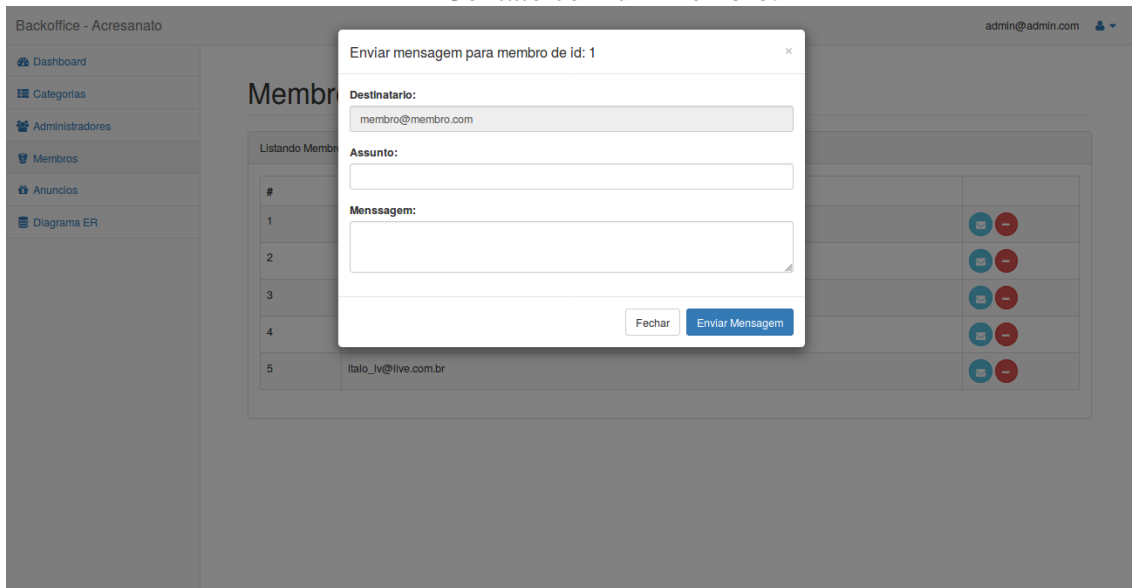 Backoffice - Acresanato
admin@admin.com
Dashboard
Categorias
Administradores
Membros
Anuncios
Diagrama ER
Membr
Listando Membr
#
1
2
3
4
5
italo_lv@live.com.br
Enviar mensagem para membro de id: 1
×
Destinatario:
membro@membro.com
Assunto:
Menssagem:
Fechar
Enviar Mensagem